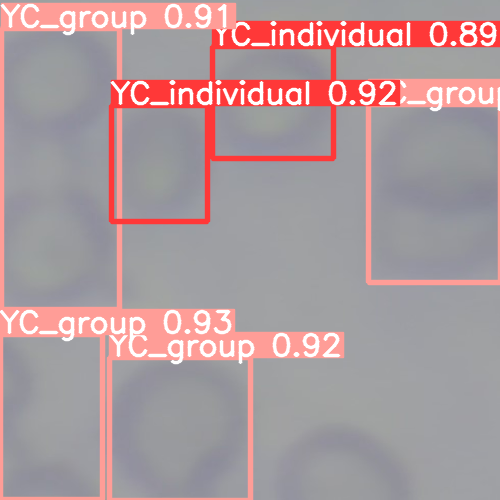 YC_group 0.91
YC_individual 0.89
YC_individual 0.92
YC_group 0.93
YC_group 0.92